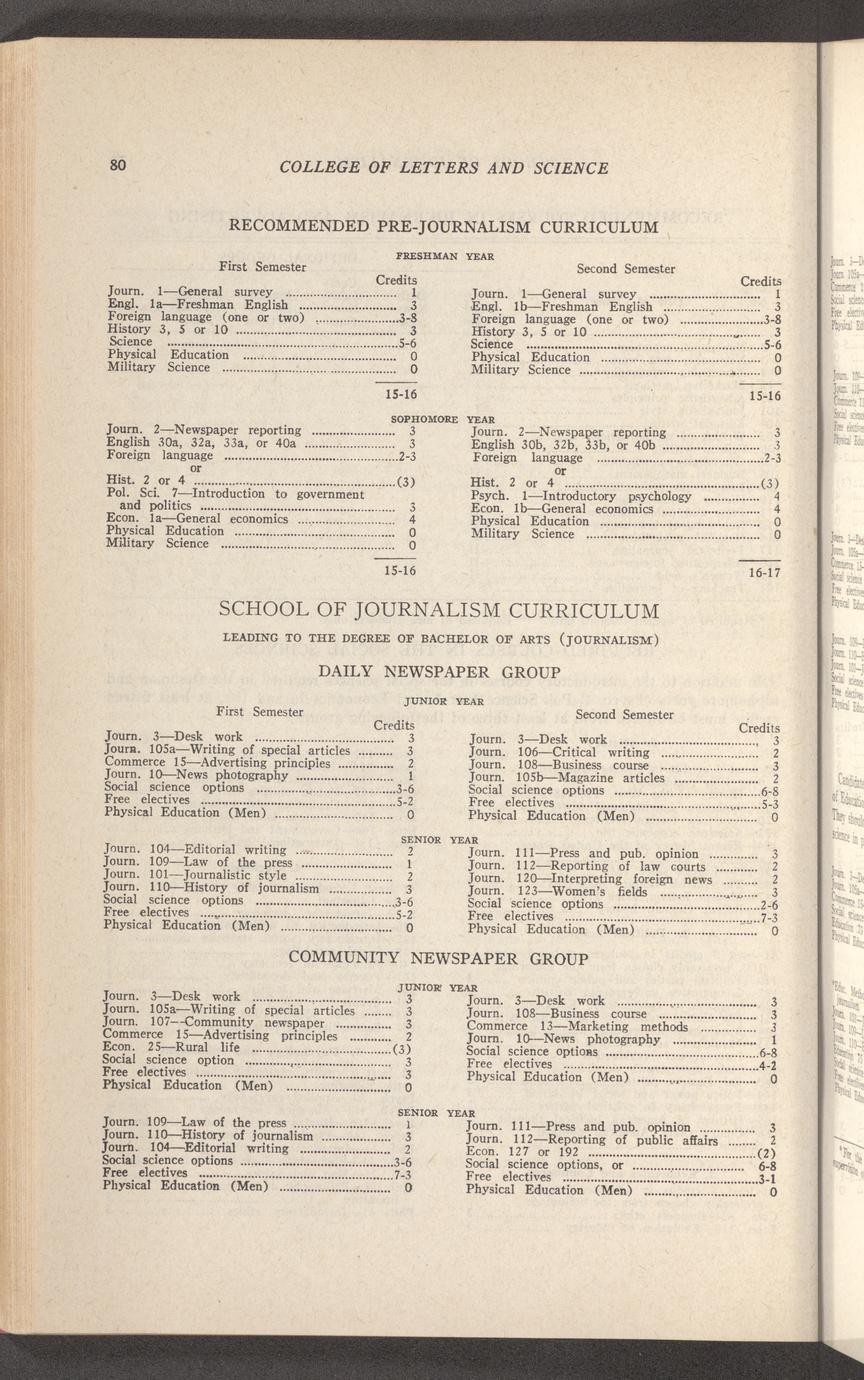 80
COLLEGE OF LETTERS AND SCIENCE
RECOMMENDED PRE-JOURNALISM CURRICULUM
FRESHMAN YEAR
First Semester
Credits
Journ. 1—General survey 1
Engl. 1a—Freshman English 3
Foreign language (one or two) 3-8
History 3, 5 or 10 3
Science 5-6
Physical Education 0
Military Science 0
15-16
Second Semester
Credits
Journ. 1—General survey 1
Engl. 1b—Freshman English 3
Foreign language (one or two) 3-8
History 3, 5 or 10 3
Science 5-6
Physical Education 0
Military Science 0
15-16
SOPHOMORE YEAR
Journ. 2—Newspaper reporting 3
English 30a, 32a, 33a, or 40a 3
Foreign language 2-3
or
Hist. 2 or 4 (3)
Pol. Sci. 7—Introduction to government
and politics 3
Econ. 1a—General economics 4
Physical Education 0
Military Science 0
15-16
Journ. 2—Newspaper reporting 3
English 30b, 32b, 33b, or 40b 3
Foreign language 2-3
or
Hist. 2 or 4 (3)
Psych. 1—Introductory psychology 4
Econ. 1b—General economics 4
Physical Education 0
Military Science 0
16-17
SCHOOL OF JOURNALISM CURRICULUM
LEADING TO THE DEGREE OF BACHELOR OF ARTS (JOURNALISM)
DAILY NEWSPAPER GROUP
JUNIOR YEAR
First Semester
Credits
Journ. 3—Desk work 3
Journ. 105a—Writing of special articles 3
Commerce 15—Advertising principles 2
Journ. 10—News photography 1
Social science options 3-6
Free electives 5-2
Physical Education (Men) 0
Second Semester
Credits
Journ. 3—Desk work 3
Journ. 106—Critical writing 2
Journ. 108—Business course 3
Journ. 105b—Magazine articles 2
Social science options 6-8
Free electives 5-3
Physical Education (Men) 0
SENIOR YEAR
Journ. 104—Editorial writing 2
Journ. 109—Law of the press 1
Journ. 101—Journalistic style 2
Journ. 110—History of journalism 3
Social science options 3-6
Free electives 5-2
Physical Education (Men) 0
Journ. 111—Press and pub. opinion 3
Journ. 112—Reporting of law courts 2
Journ. 120—Interpreting foreign news 2
Journ. 123—Women's fields 3
Social science options 2-6
Free electives 7-3
Physical Education (Men) 0
COMMUNITY NEWSPAPER GROUP
JUNIOR YEAR
Journ. 3—Desk work 3
Journ. 105a—Writing of special articles 3
Journ. 107—Community newspaper 3
Commerce 15—Advertising principles 2
Econ. 25—Rural life (3)
Social science option 3
Free electives 3
Physical Education (Men) 0
Journ. 3—Desk work 3
Journ. 108—Business course 3
Commerce 13—Marketing methods 3
Journ. 10—News photography 1
Social science options 6-8
Free electives 4-2
Physical Education (Men) 0
SENIOR YEAR
Journ. 109—Law of the press 1
Journ. 110—History of journalism 3
Journ. 104—Editorial writing 2
Social science options 3-6
Free electives 7-3
Physical Education (Men) 0
Journ. 111—Press and pub. opinion 3
Journ. 112—Reporting of public affairs 2
Econ. 127 or 192 (2)
Social science options, or 6-8
Free electives 3-1
Physical Education (Men) 0